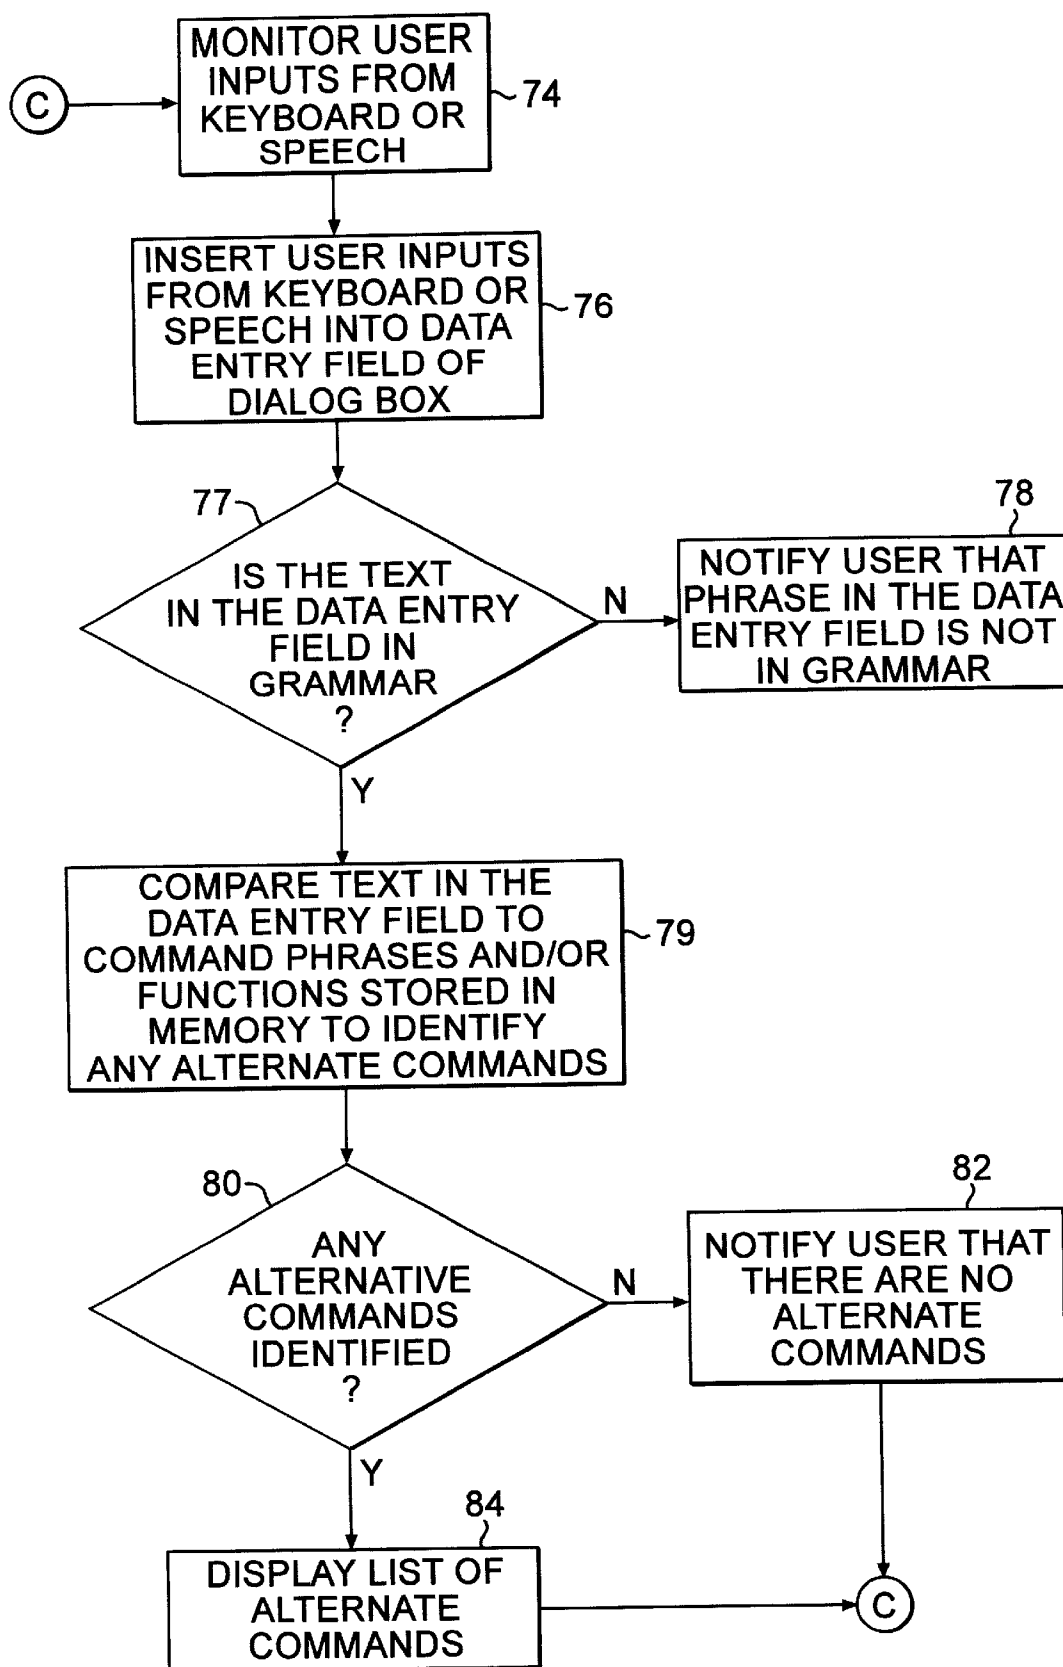 MONITOR USER
INPUTS FROM
KEYBOARD OR
SPEECH
C
74
INSERT USER INPUTS
FROM KEYBOARD OR
SPEECH INTO DATA
ENTRY FIELD OF
DIALOG BOX
76
77
IS THE TEXT
IN THE DATA ENTRY
FIELD IN
GRAMMAR
?
N
78
NOTIFY USER THAT
PHRASE IN THE DATA
ENTRY FIELD IS NOT
IN GRAMMAR
Y
COMPARE TEXT IN THE
DATA ENTRY FIELD TO
COMMAND PHRASES AND/OR
FUNCTIONS STORED IN
MEMORY TO IDENTIFY
ANY ALTERNATE COMMANDS
79
80
ANY
ALTERNATIVE
COMMANDS
IDENTIFIED
?
N
82
NOTIFY USER THAT
THERE ARE NO
ALTERNATE
COMMANDS
Y
84
DISPLAY LIST OF
ALTERNATE
COMMANDS
C